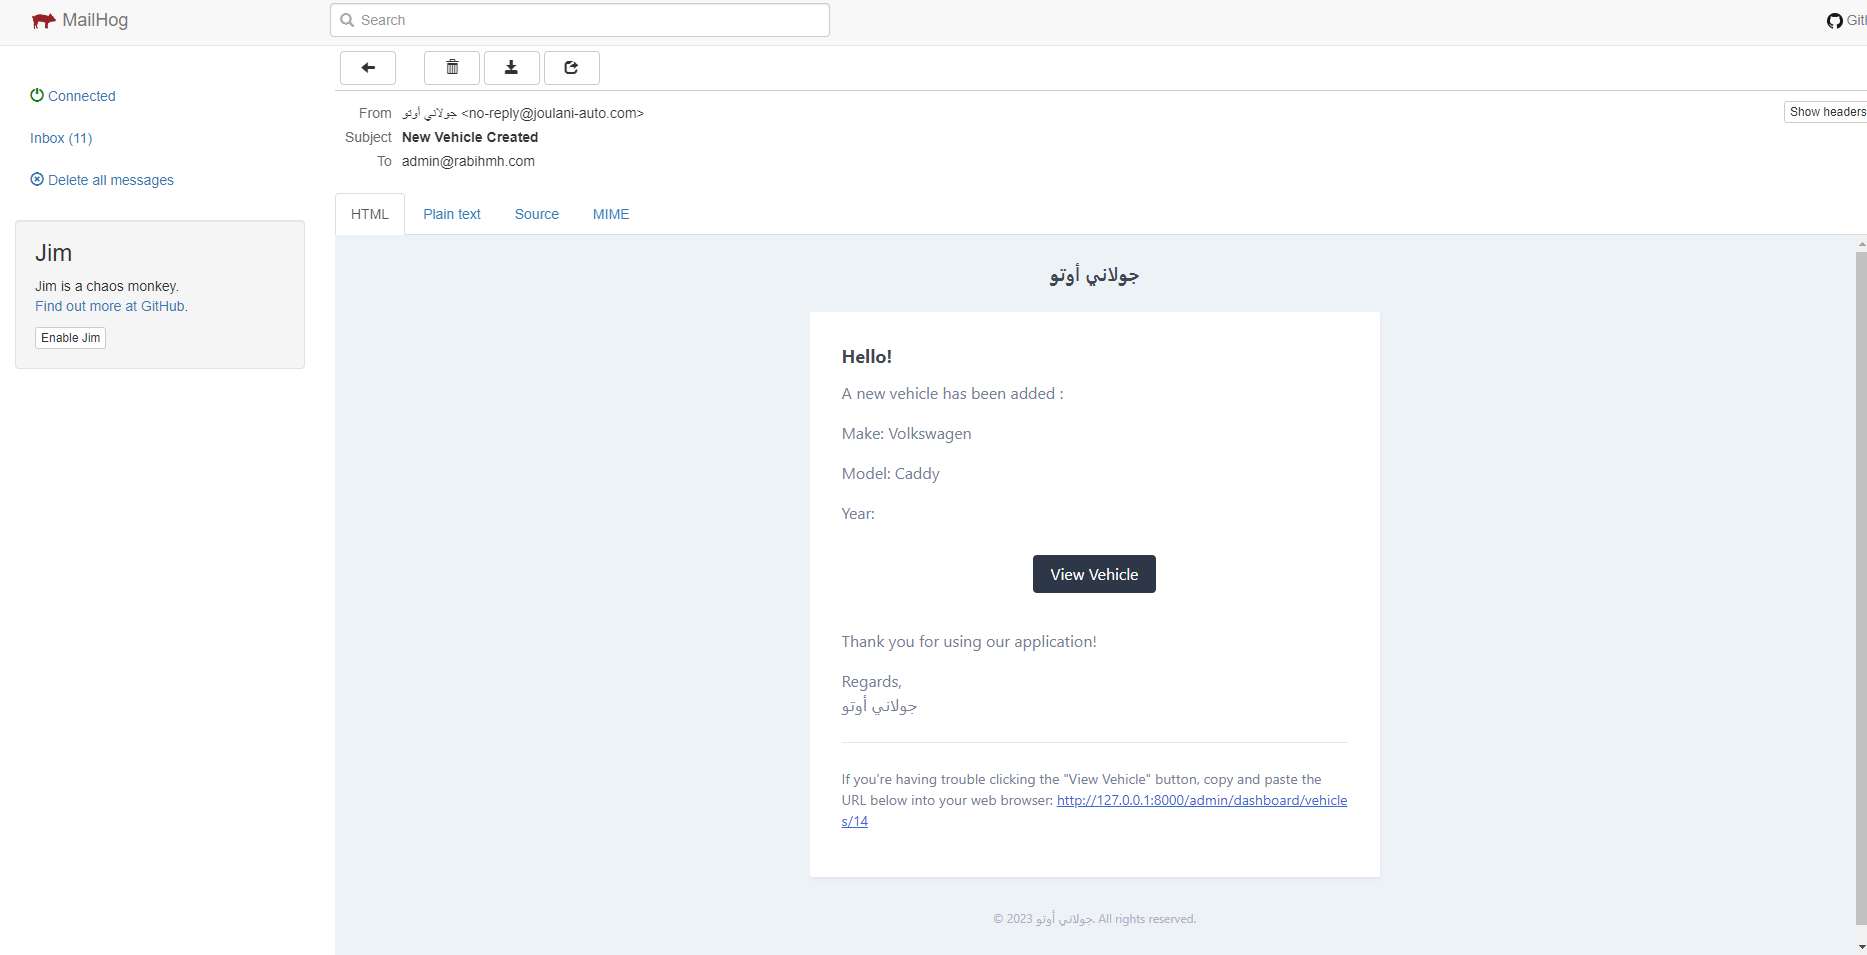 MailHog
Search
Connected
Inbox (11)
Delete all messages
Jim
Jim is a chaos monkey.
Find out more at GitHub.
Enable Jim
From جولاني أوتو <no-reply@joulani-auto.com>
Show headers
Subject New Vehicle Created
To admin@rabihmh.com
HTML Plain text Source MIME
جولاني أوتو
Hello!
A new vehicle has been added :
Make: Volkswagen
Model: Caddy
Year:
View Vehicle
Thank you for using our application!
Regards,
جولاني أوتو
If you're having trouble clicking the "View Vehicle" button, copy and paste the
URL below into your web browser: http://127.0.0.1:8000/admin/dashboard/vehicle
s/14
© 2023 جولاني أوتو. All rights reserved.